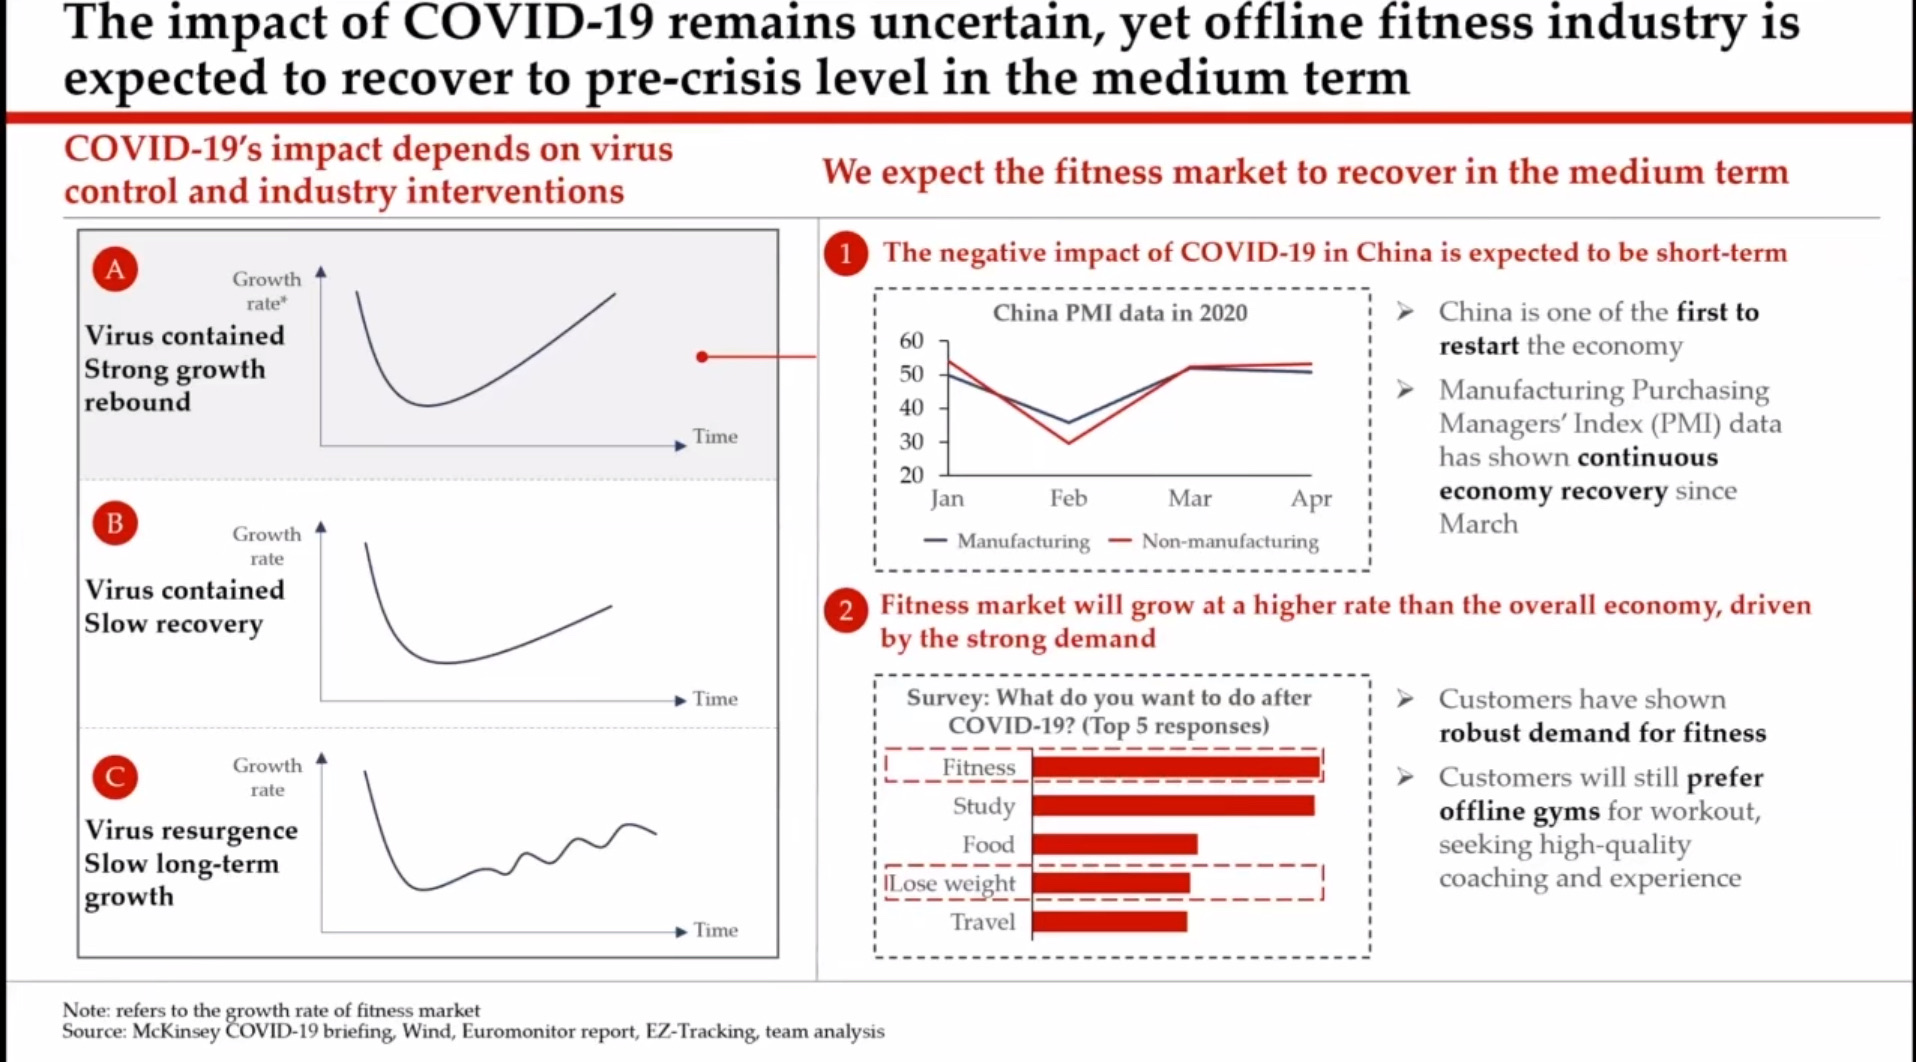 The impact of COVID-19 remains uncertain, yet offline fitness industry is
expected to recover to pre-crisis level in the medium term
COVID-19's impact depends on virus
control and industry interventions
A
Growth
rate*
Virus contained
Strong growth
rebound
Time
B
Growth
rate
Virus contained
Slow recovery
Time
C
Growth
rate
Virus resurgence
Slow long-term
growth
Time
We expect the fitness market to recover in the medium term
1
The negative impact of COVID-19 in China is expected to be short-term
China PMI data in 2020
60
50
40
30
20
Jan
Feb
Mar
Apr
Manufacturing
Non-manufacturing
➢ China is one of the first to
restart the economy
➢ Manufacturing Purchasing
Managers' Index (PMI) data
has shown continuous
economy recovery since
March
2
Fitness market will grow at a higher rate than the overall economy, driven
by the strong demand
Survey: What do you want to do after
COVID-19? (Top 5 responses)
Fitness
Study
Food
Lose weight
Travel
➢ Customers have shown
robust demand for fitness
➢ Customers will still prefer
offline gyms for workout,
seeking high-quality
coaching and experience
Note: refers to the growth rate of fitness market
Source: McKinsey COVID-19 briefing, Wind, Euromonitor report, EZ-Tracking, team analysis